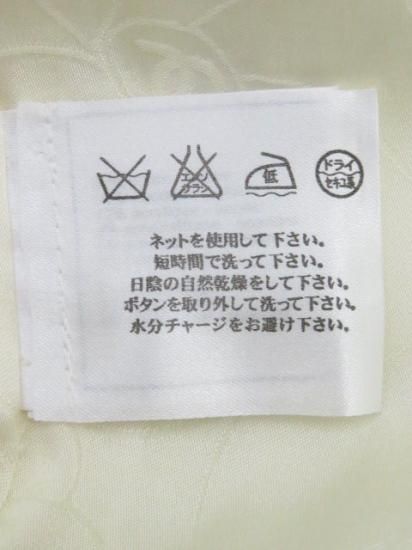 エンソ
サラシ
低
ドライ
セキユ系
ネットを使用して下さい。
短時間で洗って下さい。
日陰の自然乾燥をして下さい。
ボタンを取り外して洗って下さい。
水分チャージをお避け下さい。